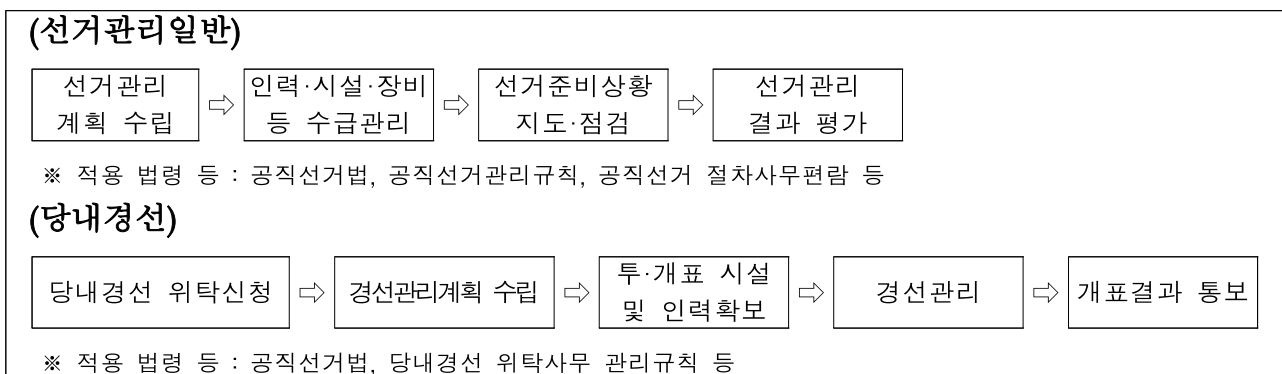 (선거관리일반)
선거관리 계획 수립 ⇨ 인력·시설·장비 등 수급관리 ⇨ 선거준비상황 지도·점검 ⇨ 선거관리 결과 평가
※ 적용 법령 등 : 공직선거법, 공직선거관리규칙, 공직선거 절차사무편람 등
(당내경선)
당내경선 위탁신청 ⇨ 경선관리계획 수립 ⇨ 투·개표 시설 및 인력확보 ⇨ 경선관리 ⇨ 개표결과 통보
※ 적용 법령 등 : 공직선거법, 당내경선 위탁사무 관리규칙 등